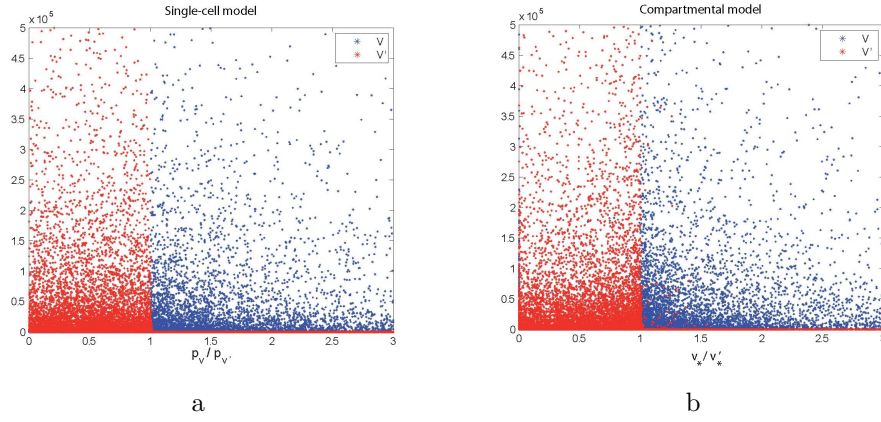 Single-cell model
x 10^5
5
4.5
4
3.5
3
2.5
2
1.5
1
0.5
0
0 0.5 1 1.5 2 2.5 3
p_V / p_V'
V
V'
a
Compartmental model
x 10^5
5
4.5
4
3.5
3
2.5
2
1.5
1
0.5
0
0 0.5 1 1.5 2 2.5
v_* / v'_*
V
V'
b